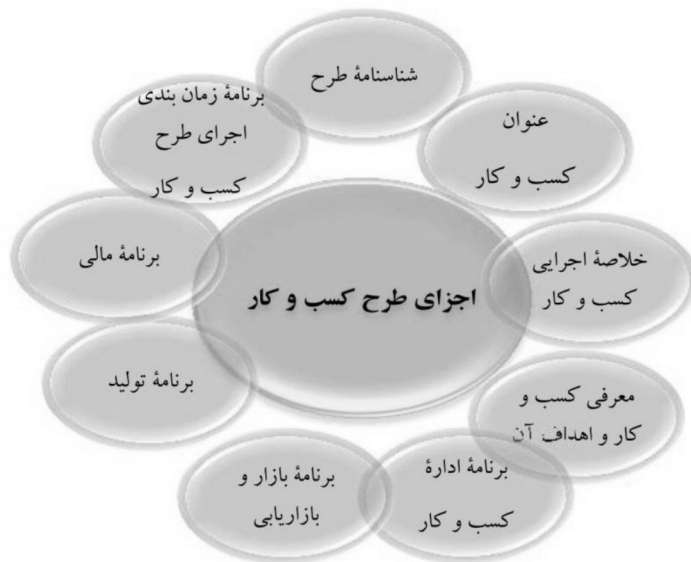 شناسنامهٔ طرح
عنوان
کسب و کار
خلاصهٔ اجرایی
کسب و کار
معرفی کسب و
کار و اهداف آن
برنامهٔ ادارهٔ
کسب و کار
برنامهٔ بازار و
بازاریابی
برنامهٔ تولید
برنامهٔ مالی
برنامهٔ زمان بندی
اجرای طرح
کسب و کار
اجزای طرح کسب و کار